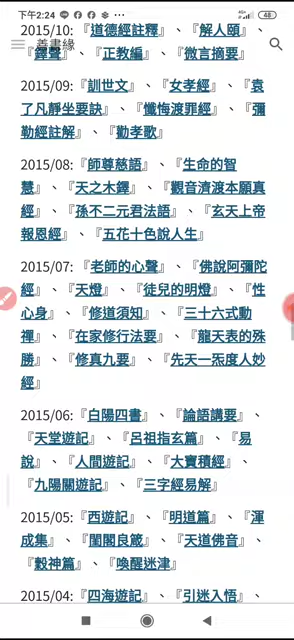 下午2:24
4G+
48
善書緣
2015/10:『道德經註釋』、『解人頤』、
『鐸聲』、『正教編』、『微言摘要』
2015/09:『訓世文』、『女孝經』、『袁
了凡靜坐要訣』、『懺悔渡罪經』、『彌
勒經註解』、『勸孝歌』
2015/08:『師尊慈語』、『生命的智
慧』、『天之木鐸』、『觀音濟渡本願真
經』、『孫不二元君法語』、『玄天上帝
報恩經』、『五花十色說人生』
2015/07:『老師的心聲』、『佛說阿彌陀
經』、『天燈』、『徒兒的明燈』、『性
心身』、『修道須知』、『三十六式動
禪』、『在家修行法要』、『龍天表的殊
勝』、『修真九要』、『先天一炁度人妙
經』
2015/06:『白陽四書』、『論語講要』、
『天堂遊記』、『呂祖指玄篇』、『易
說』、『人間遊記』、『大寶積經』、
『九陽關遊記』、『三字經易解』
2015/05:『西遊記』、『明道篇』、『渾
成集』、『閨閣良箴』、『天道佛音』、
『穀神篇』、『喚醒迷津』
2015/04:『四海遊記』、『引迷入悟』、